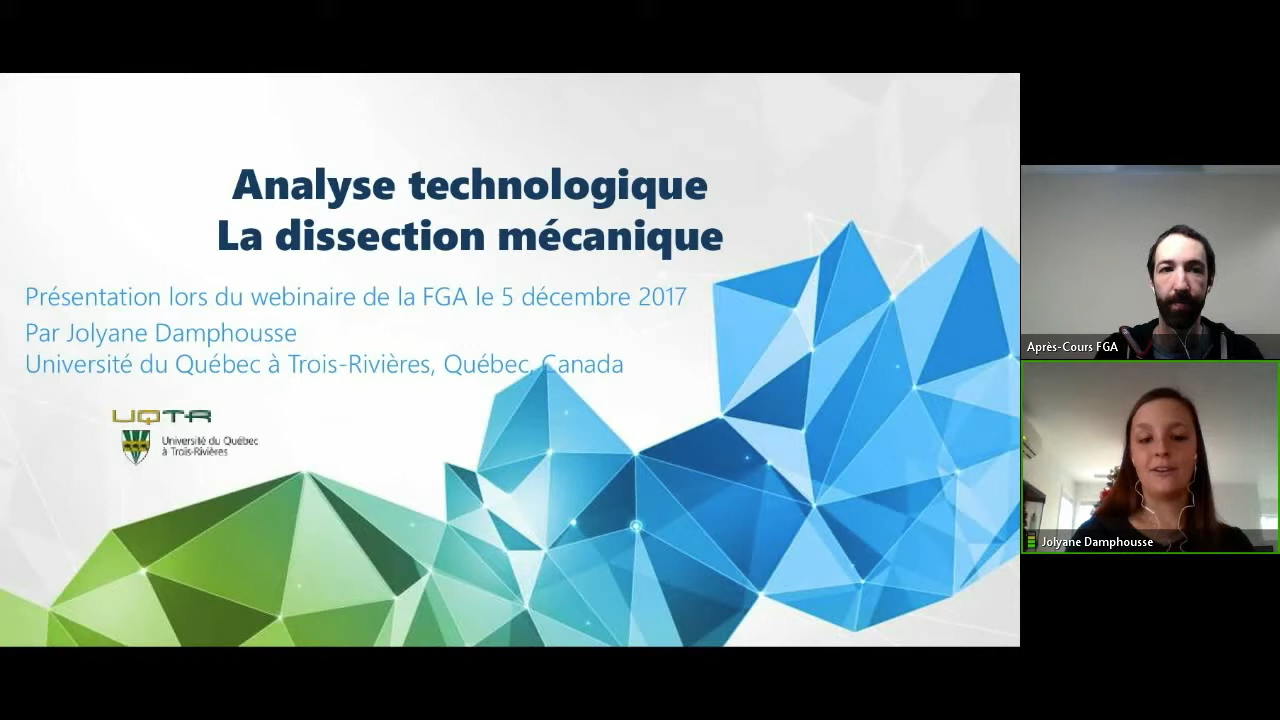 Analyse technologique
La dissection mécanique
Présentation lors du webinaire de la FGA le 5 décembre 2017
Par Jolyane Damphousse
Université du Québec à Trois-Rivières, Québec, Canada
UQTR
Université du Québec
à Trois-Rivières
Après-Cours FGA
Jolyane Damphousse